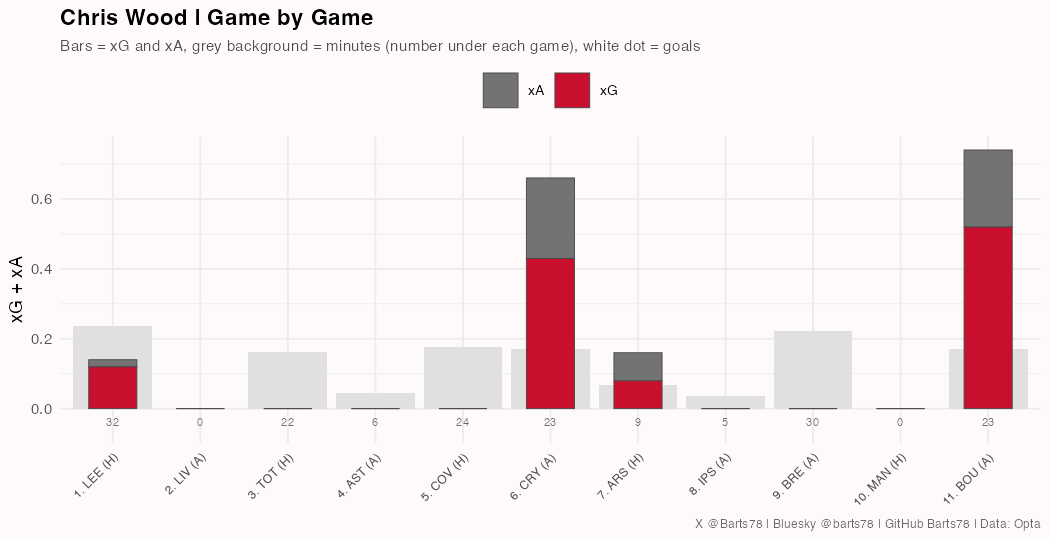 Chris Wood | Game by Game
Bars = xG and xA, grey background = minutes (number under each game), white dot = goals
xA xG
xG + xA
0.6
0.4
0.2
0.0
32 0 22 6 24 23 9 5 30 0 23
1. LEE (H) 2. LIV (A) 3. TOT (H) 4. AST (A) 5. COV (H) 6. CRY (A) 7. ARS (H) 8. IPS (A) 9. BRE (A) 10. MAN (H) 11. BOU (A)
X @Barts78 | Bluesky @barts78 | GitHub Barts78 | Data: Opta